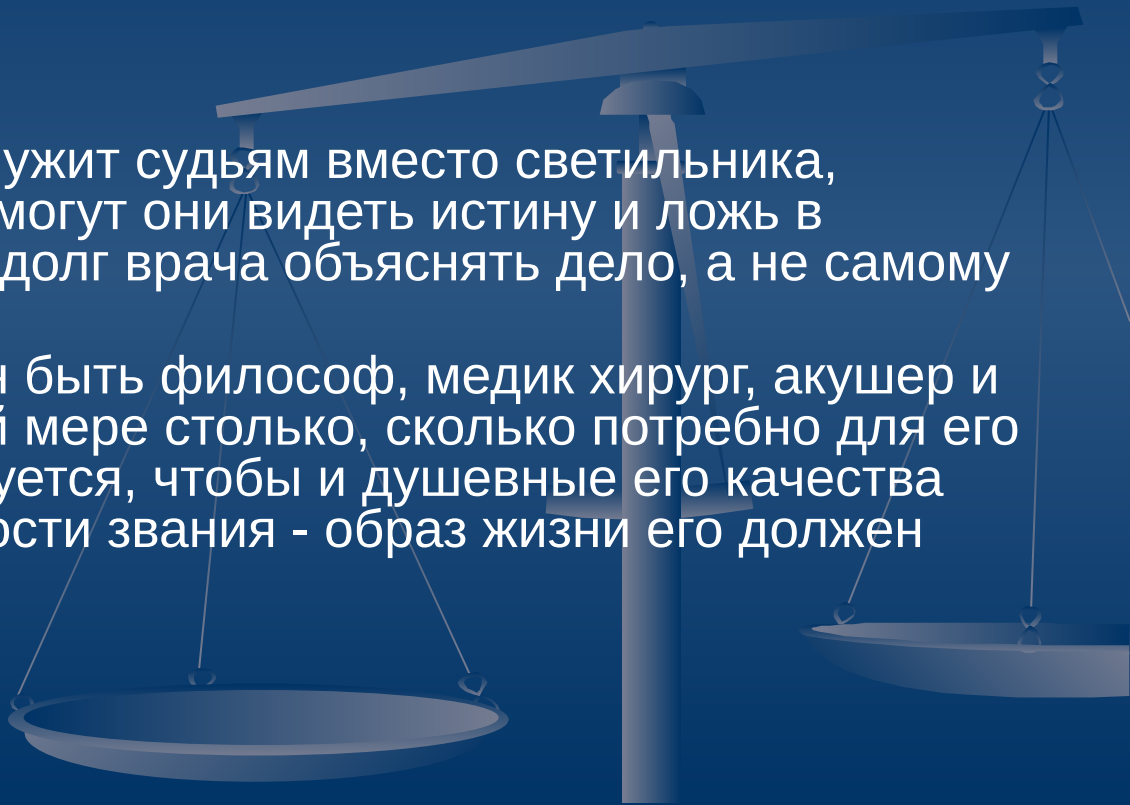 ужит судьям вместо светильника,
могут они видеть истину и ложь в
долг врача объяснять дело, а не самому
н быть философ, медик хирург, акушер и
й мере столько, сколько потребно для его
уется, чтобы и душевные его качества
ости звания - образ жизни его должен